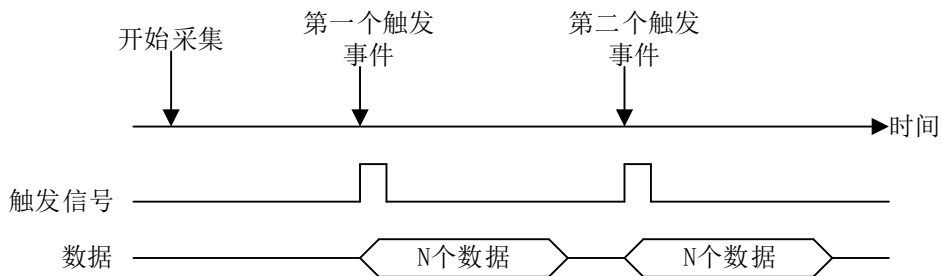 开始采集
第一个触发
事件
第二个触发
事件
时间
触发信号
数据
N个数据
N个数据